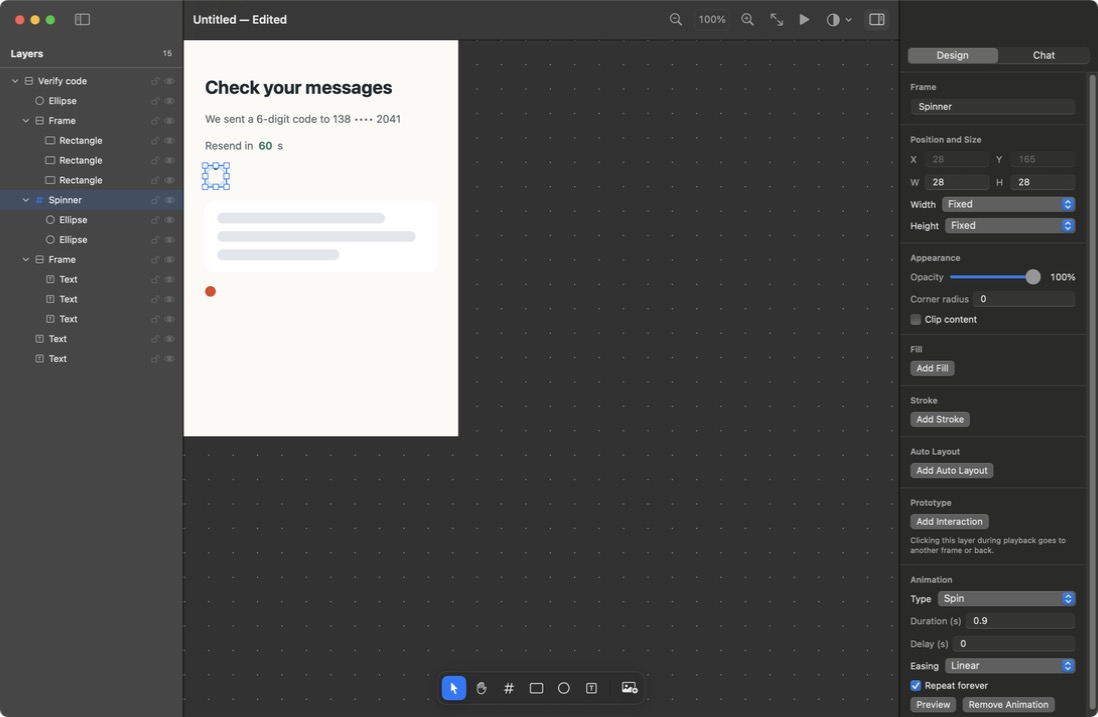 Untitled — Edited
100%
Layers
15
Verify code
Ellipse
Frame
Rectangle
Rectangle
Rectangle
Spinner
Ellipse
Ellipse
Frame
Text
Text
Text
Text
Text
Check your messages
We sent a 6-digit code to 138 •••• 2041
Resend in 60 s
Design
Chat
Frame
Spinner
Position and Size
X 28 Y 165
W 28 H 28
Width Fixed
Height Fixed
Appearance
Opacity 100%
Corner radius 0
Clip content
Fill
Add Fill
Stroke
Add Stroke
Auto Layout
Add Auto Layout
Prototype
Add Interaction
Clicking this layer during playback goes to
another frame or back.
Animation
Type Spin
Duration (s) 0.9
Delay (s) 0
Easing Linear
Repeat forever
Preview Remove Animation